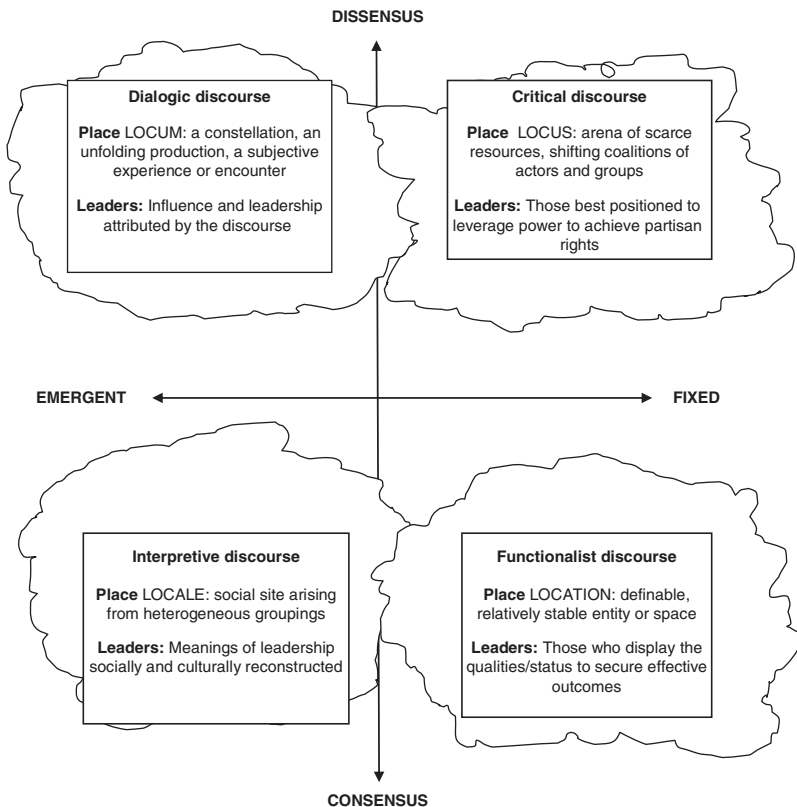 DISSENSUS
Dialogic discourse
Place LOCUM: a constellation, an
unfolding production, a subjective
experience or encounter
Leaders: Influence and leadership
attributed by the discourse
Critical discourse
Place LOCUS: arena of scarce
resources, shifting coalitions of
actors and groups
Leaders: Those best positioned to
leverage power to achieve partisan
rights
EMERGENT
FIXED
Interpretive discourse
Place LOCALE: social site arising
from heterogeneous groupings
Leaders: Meanings of leadership
socially and culturally reconstructed
Functionalist discourse
Place LOCATION: definable,
relatively stable entity or space
Leaders: Those who display the
qualities/status to secure effective
outcomes
CONSENSUS